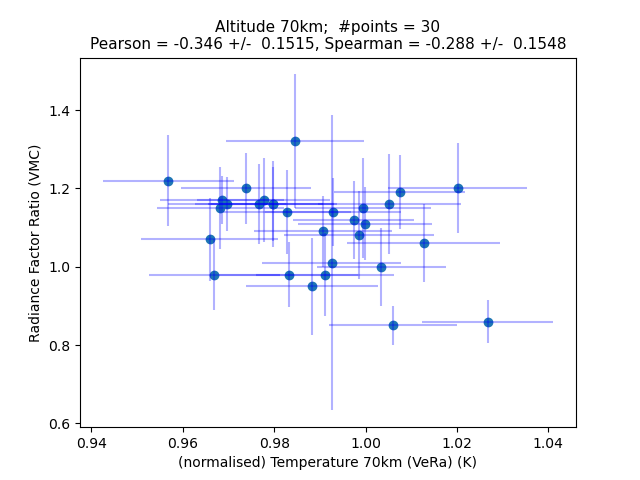 Altitude 70km;  #points = 30
Pearson = -0.346 +/-  0.1515, Spearman = -0.288 +/-  0.1548
Radiance Factor Ratio (VMC)
1.4
1.2
1.0
0.8
0.6
0.94 0.96 0.98 1.00 1.02 1.04
(normalised) Temperature 70km (VeRa) (K)